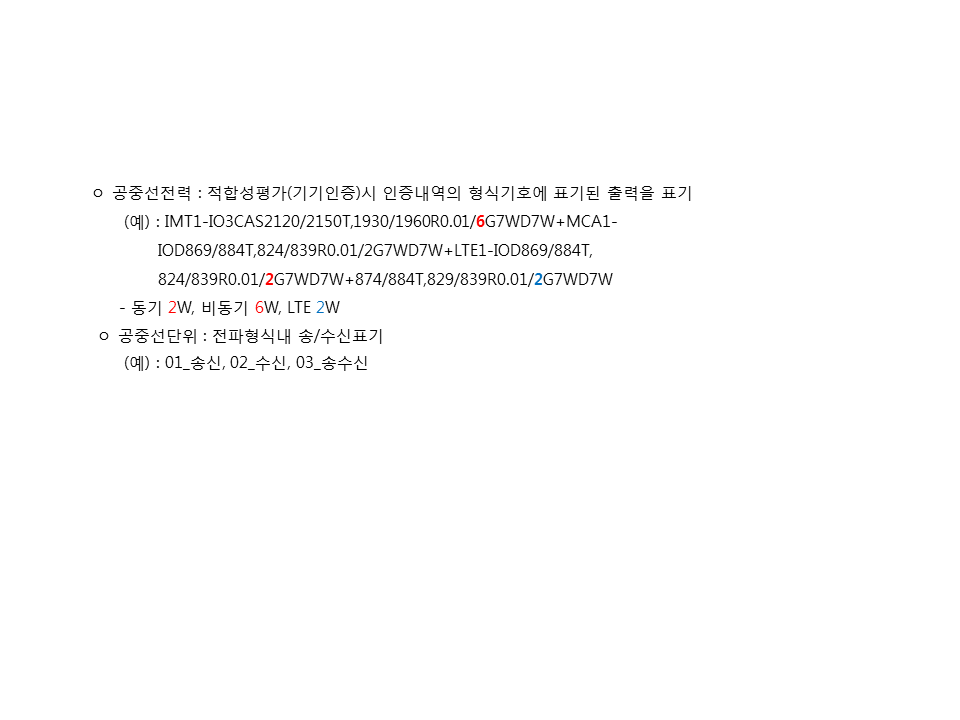 ㅇ 공중선전력 : 적합성평가(기기인증)시 인증내역의 형식기호에 표기된 출력을 표기
(예) : IMT1-IO3CAS2120/2150T,1930/1960R0.01/6G7WD7W+MCA1-
IOD869/884T,824/839R0.01/2G7WD7W+LTE1-IOD869/884T,
824/839R0.01/2G7WD7W+874/884T,829/839R0.01/2G7WD7W
- 동기 2W, 비동기 6W, LTE 2W
ㅇ 공중선단위 : 전파형식내 송/수신표기
(예) : 01_송신, 02_수신, 03_송수신